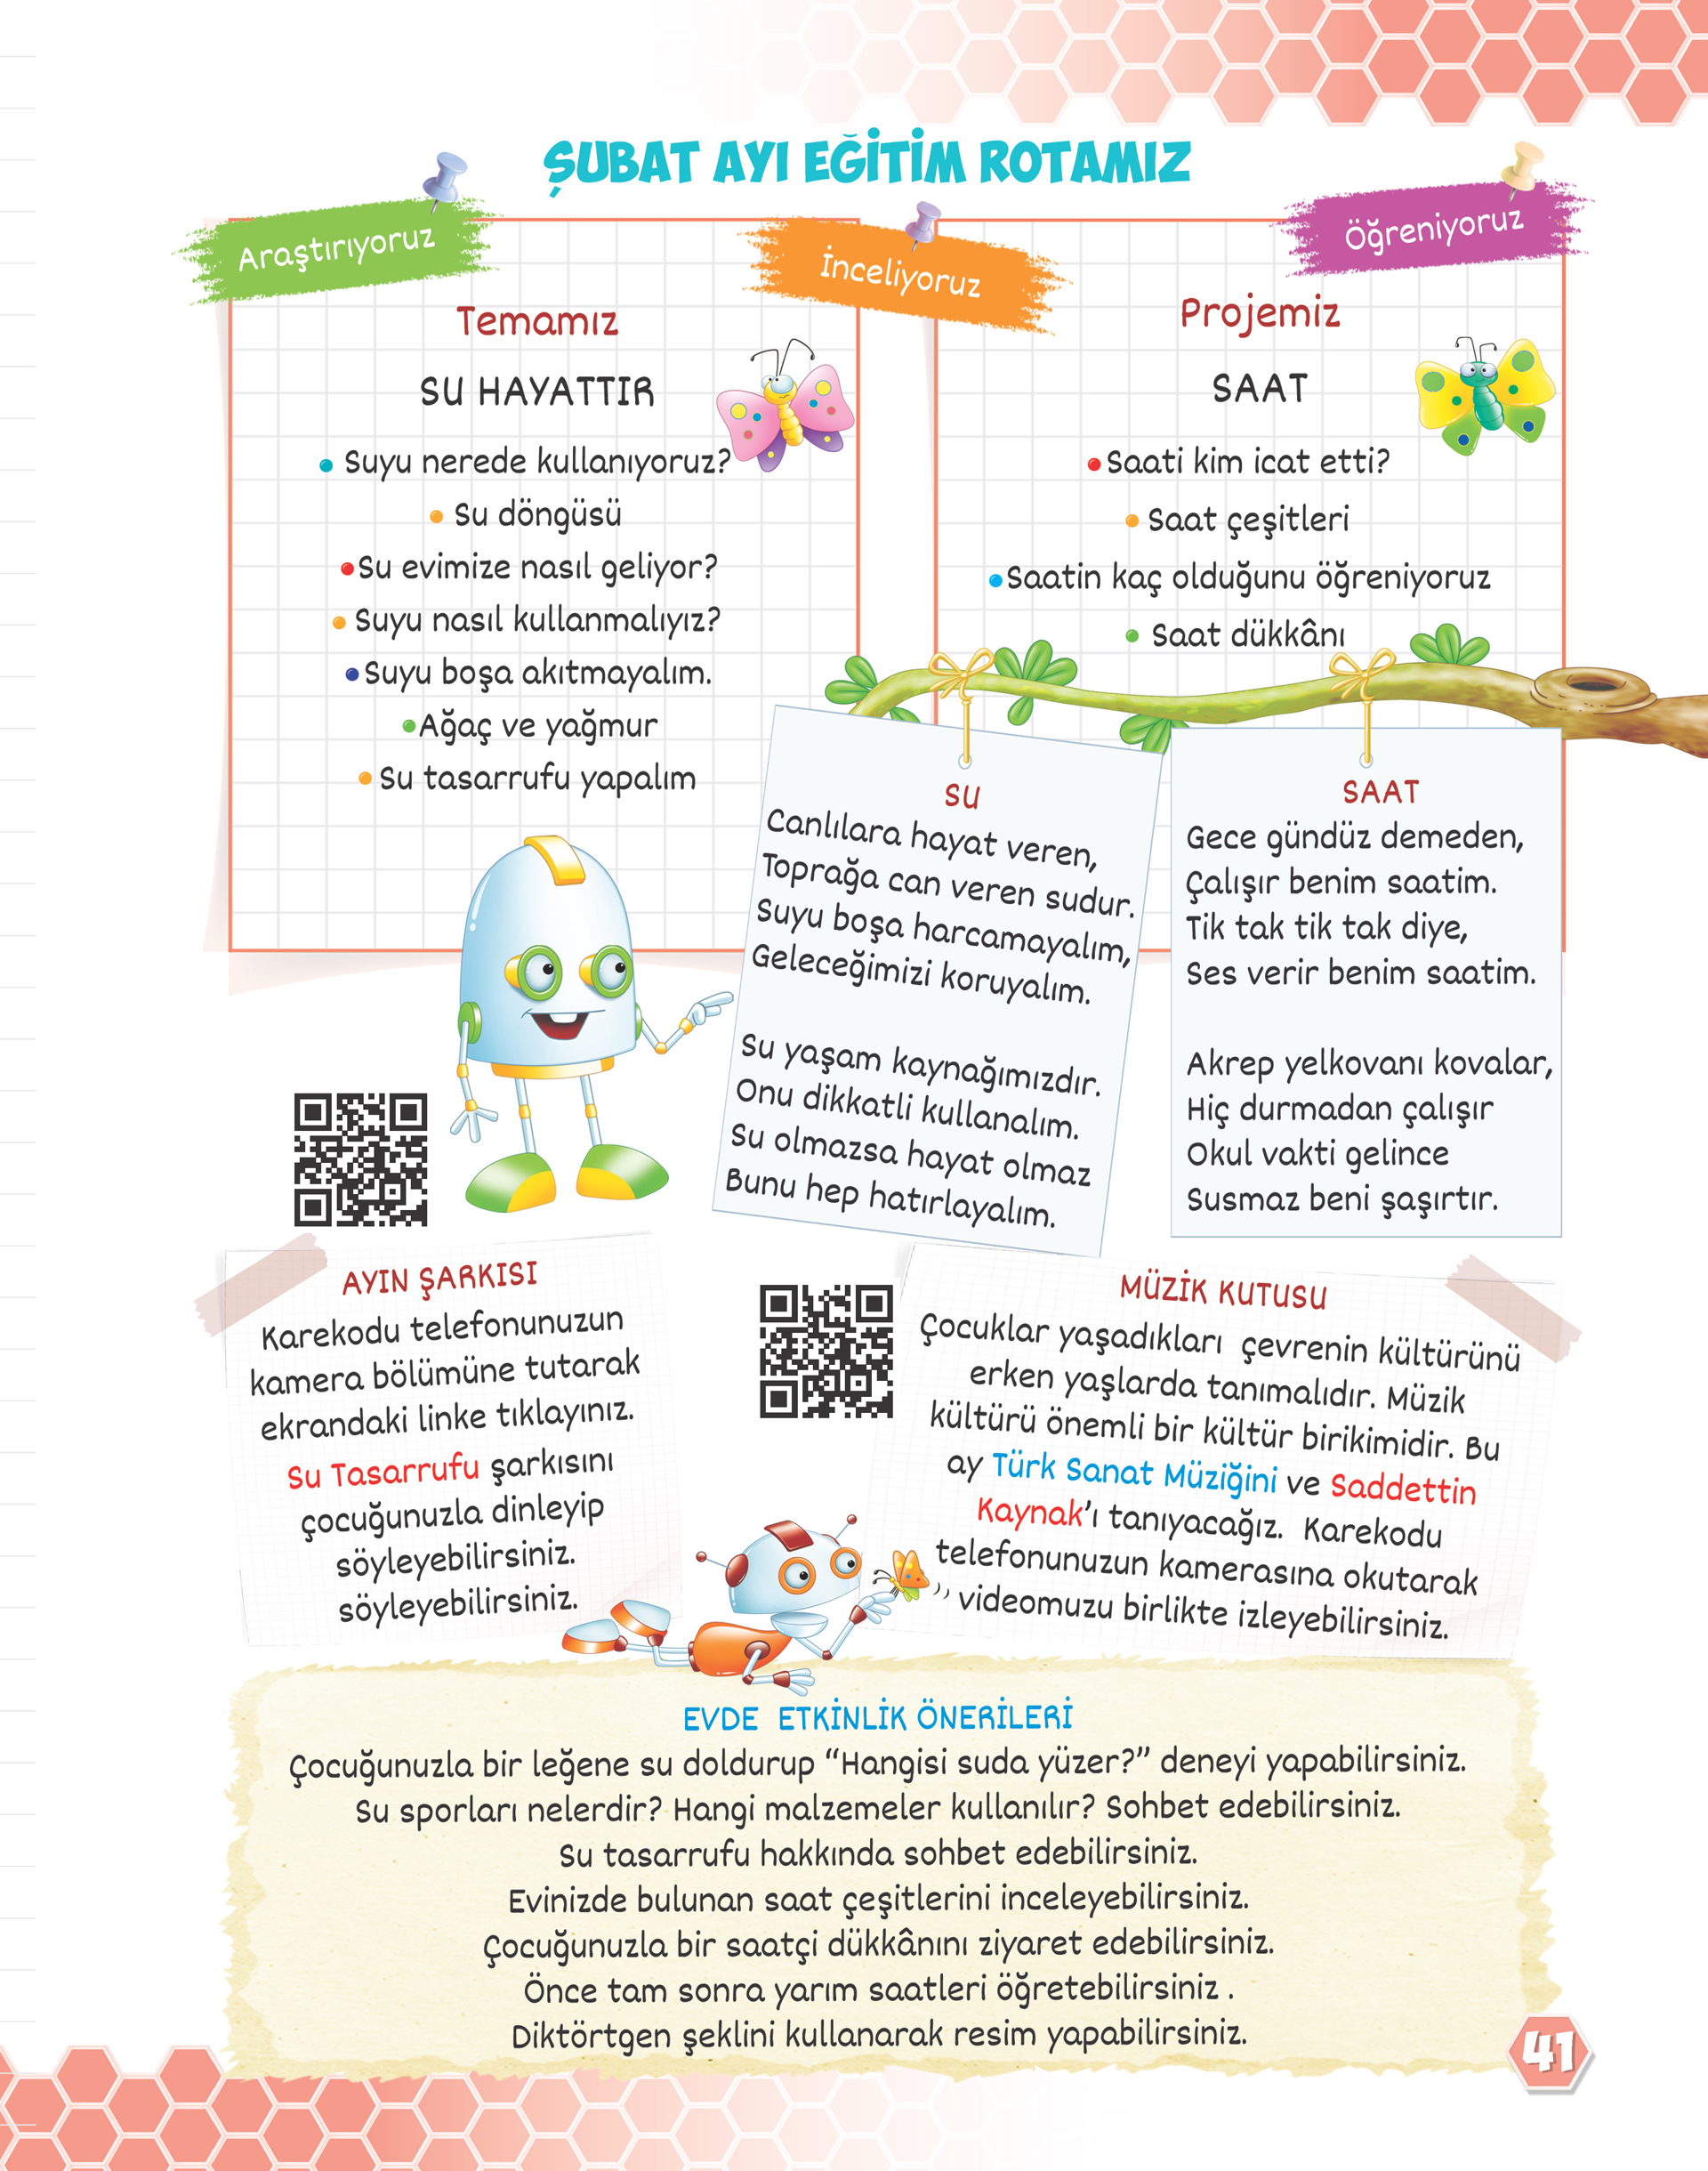 ŞUBAT AYI EĞİTİM ROTAMIZ
Araştırıyoruz
İnceliyoruz
Öğreniyoruz
Temamız
SU HAYATTIR
Suyu nerede kullanıyoruz?
Su döngüsü
Su evimize nasıl geliyor?
Suyu nasıl kullanmalıyız?
Suyu boşa akıtmayalım.
Ağaç ve yağmur
Su tasarrufu yapalım
Projemiz
SAAT
Saati kim icat etti?
Saat çeşitleri
Saatin kaç olduğunu öğreniyoruz
Saat dükkânı
SU
Canlılara hayat veren,
Toprağa can veren sudur.
Suyu boşa harcamayalım,
Geleceğimizi koruyalım.
Su yaşam kaynağımızdır.
Onu dikkatli kullanalım.
Su olmazsa hayat olmaz
Bunu hep hatırlayalım.
SAAT
Gece gündüz demeden,
Çalışır benim saatim.
Tik tak tik tak diye,
Ses verir benim saatim.
Akrep yelkovanı kovalar,
Hiç durmadan çalışır
Okul vakti gelince
Susmaz beni şaşırtır.
AYIN ŞARKISI
Karekodu telefonunuzun
kamera bölümüne tutarak
ekrandaki linke tıklayınız.
Su Tasarrufu şarkısını
çocuğunuzla dinleyip
söyleyebilirsiniz.
söyleyebilirsiniz.
MÜZİK KUTUSU
Çocuklar yaşadıkları çevrenin kültürünü
erken yaşlarda tanımalıdır. Müzik
kültürü önemli bir kültür birikimidir. Bu
ay Türk Sanat Müziğini ve Saddettin
Kaynak'ı tanıyacağız. Karekodu
telefonunuzun kamerasına okutarak
videomuzu birlikte izleyebilirsiniz.
EVDE ETKİNLİK ÖNERİLERİ
Çocuğunuzla bir leğene su doldurup “Hangisi suda yüzer?” deneyi yapabilirsiniz.
Su sporları nelerdir? Hangi malzemeler kullanılır? Sohbet edebilirsiniz.
Su tasarrufu hakkında sohbet edebilirsiniz.
Evinizde bulunan saat çeşitlerini inceleyebilirsiniz.
Çocuğunuzla bir saatçi dükkânını ziyaret edebilirsiniz.
Önce tam sonra yarım saatleri öğretebilirsiniz .
Diktörtgen şeklini kullanarak resim yapabilirsiniz.
41